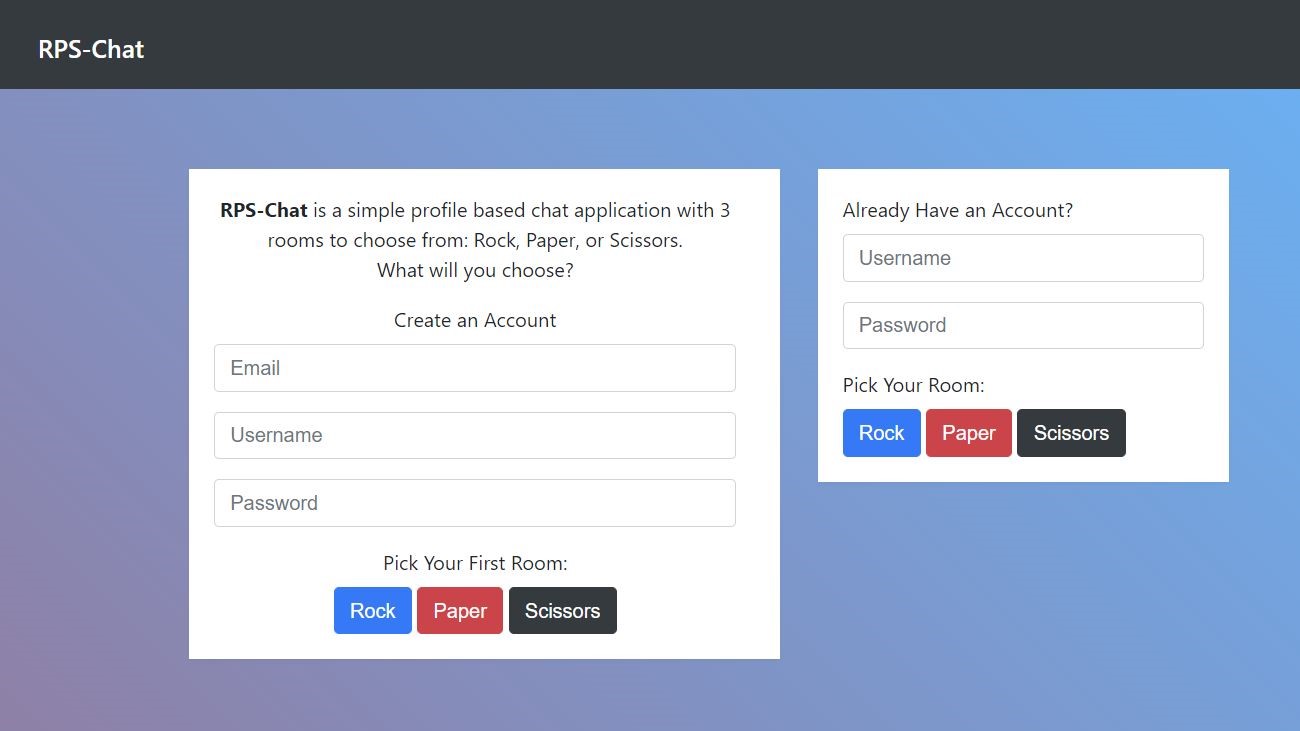 RPS-Chat
RPS-Chat is a simple profile based chat application with 3
rooms to choose from: Rock, Paper, or Scissors.
What will you choose?
Create an Account
Email
Username
Password
Pick Your First Room:
Rock Paper Scissors
Already Have an Account?
Username
Password
Pick Your Room:
Rock Paper Scissors